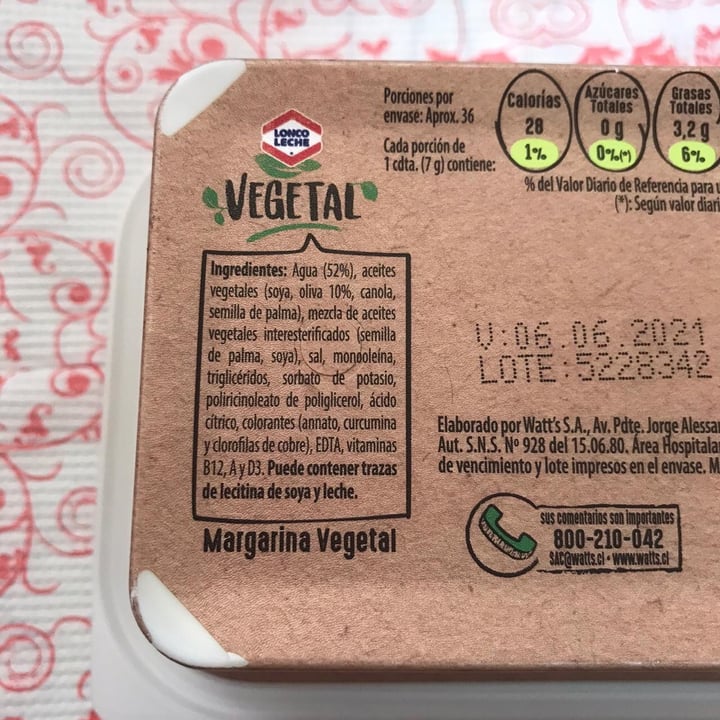 LONCO
LECHE
VEGETAL
Ingredientes: Agua (52%), aceites
vegetales (soya, oliva 10%, canola,
semilla de palma), mezcla de aceites
vegetales interesterificados (semilla
de palma, soya), sal, monooleína,
triglicéridos, sorbato de potasio,
poliricinoleato de poliglicerol, ácido
cítrico, colorantes (annato, curcumina
y clorofilas de cobre), EDTA, vitaminas
B12, A y D3. Puede contener trazas
de lecitina de soya y leche.
Margarina Vegetal
Porciones por
envase: Aprox. 36
Cada porción de
1 cdta. (7 g) contiene:
Calorías
28
1%
Azúcares
Totales
0 g
0%(*)
Grasas
Totales
3,2 g
6%
% del Valor Diario de Referencia para
(*): Según valor diari
V:06.06.2021
LOTE:5228342
Elaborado por Watt's S.A., Av. Pdte. Jorge Alessa
Aut. S.N.S. Nº 928 del 15.06.80. Área Hospitala
de vencimiento y lote impresos en el envase. M
sus comentarios son importantes
800-210-042
SAC@watts.cl • www.watts.cl